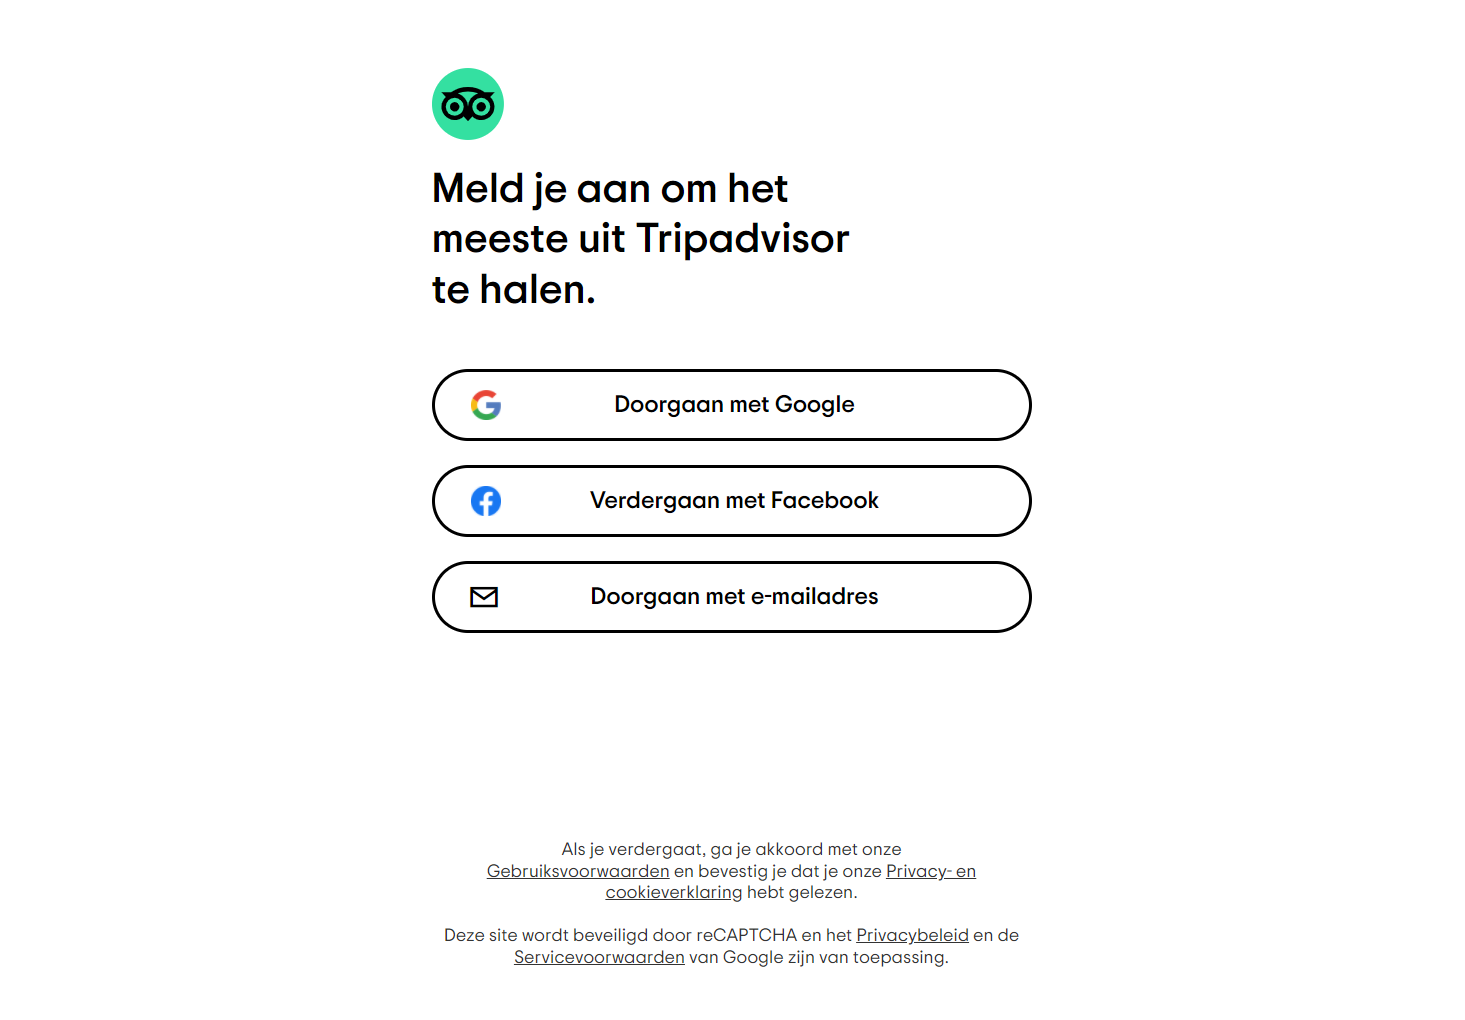 Meld je aan om het
meeste uit Tripadvisor
te halen.
Doorgaan met Google
Verdergaan met Facebook
Doorgaan met e-mailadres
Als je verdergaat, ga je akkoord met onze
Gebruiksvoorwaarden en bevestig je dat je onze Privacy- en
cookieverklaring hebt gelezen.
Deze site wordt beveiligd door reCAPTCHA en het Privacybeleid en de
Servicevoorwaarden van Google zijn van toepassing.